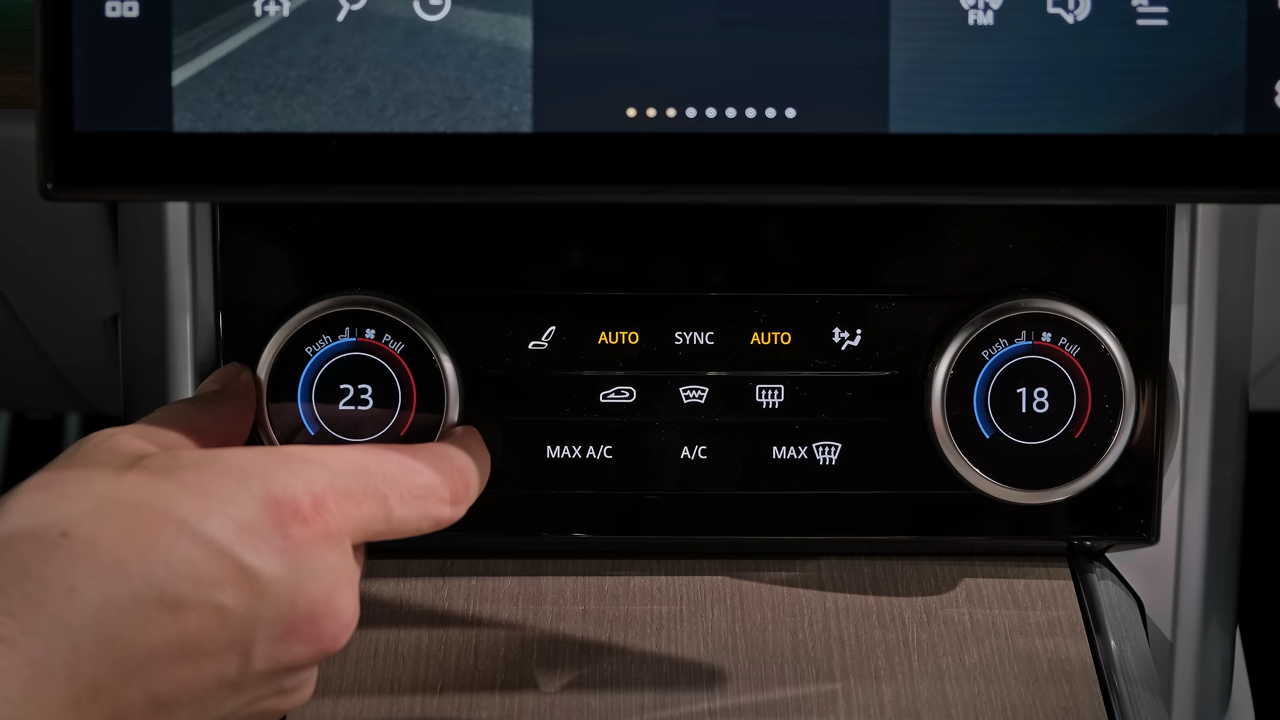 FM
Push Pull
23
AUTO SYNC AUTO
MAX A/C A/C MAX
Push Pull
18